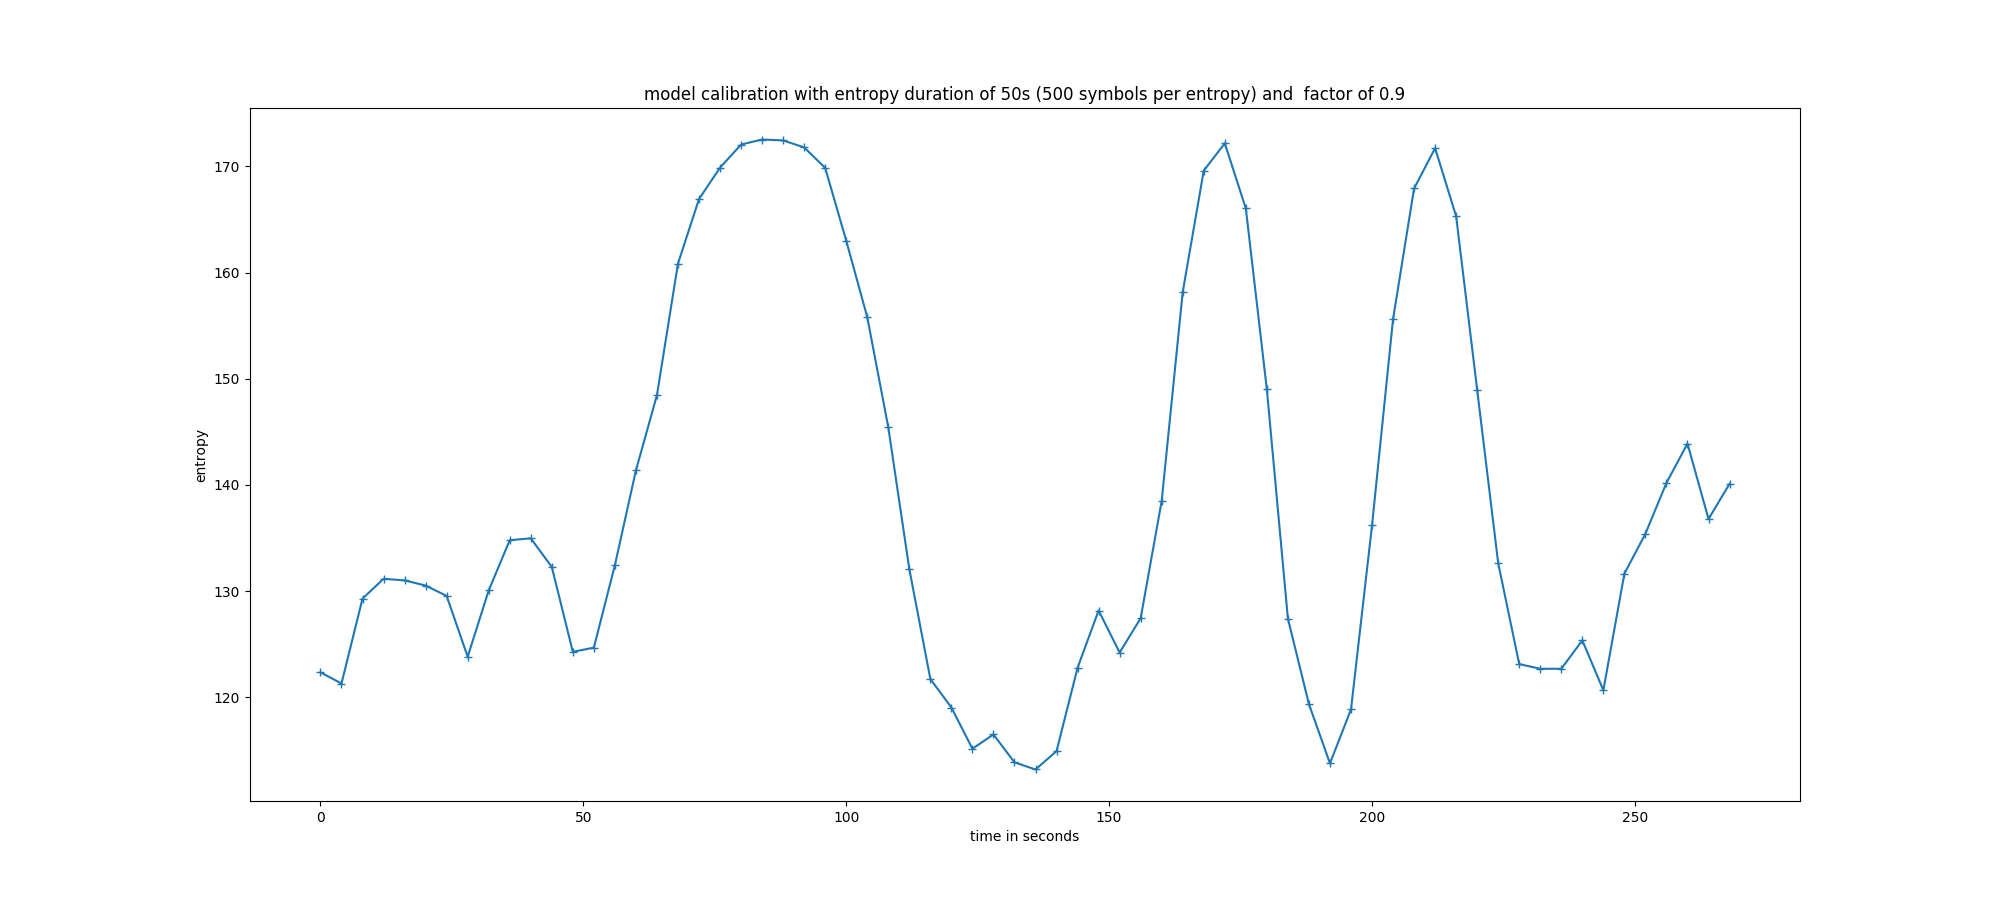 model calibration with entropy duration of 50s (500 symbols per entropy) and  factor of 0.9
170
160
150
140
130
120
entropy
0 50 100 150 200 250
time in seconds